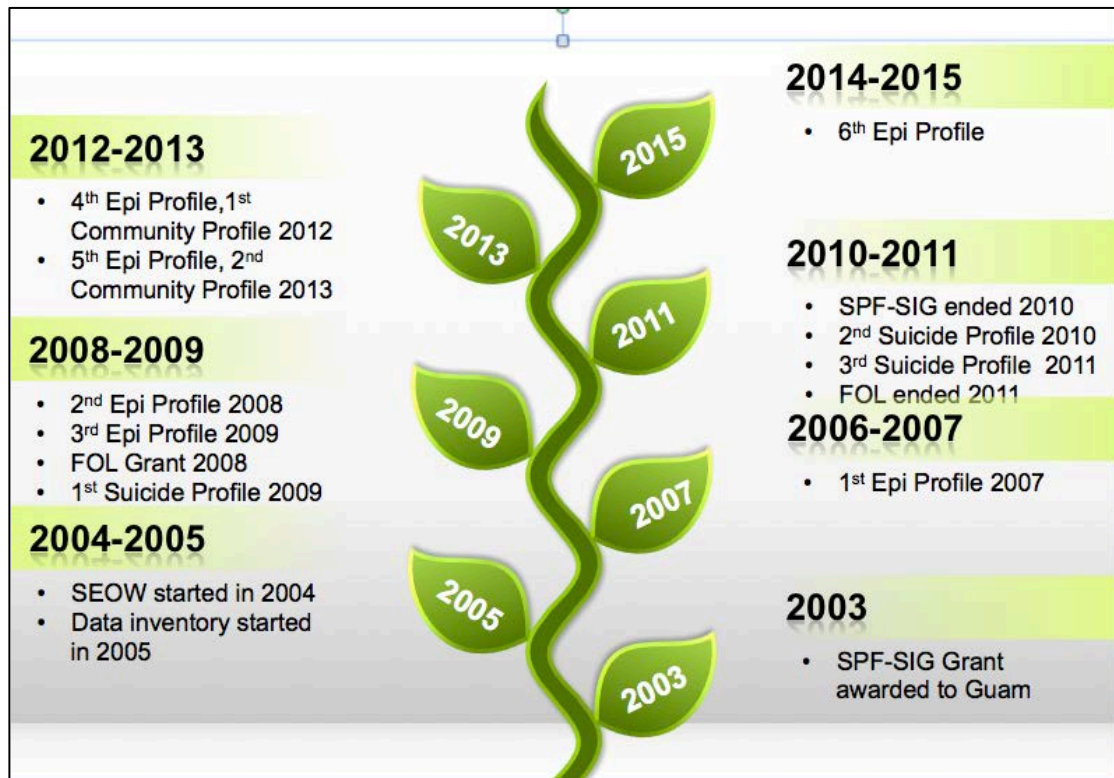 2012-2013
• 4th Epi Profile,1st
Community Profile 2012
• 5th Epi Profile, 2nd
Community Profile 2013
2008-2009
• 2nd Epi Profile 2008
• 3rd Epi Profile 2009
• FOL Grant 2008
• 1st Suicide Profile 2009
2004-2005
• SEOW started in 2004
• Data inventory started
in 2005
2015
2013
2011
2009
2007
2005
2003
2014-2015
• 6th Epi Profile
2010-2011
• SPF-SIG ended 2010
• 2nd Suicide Profile 2010
• 3rd Suicide Profile 2011
• FOL ended 2011
2006-2007
• 1st Epi Profile 2007
2003
• SPF-SIG Grant
awarded to Guam